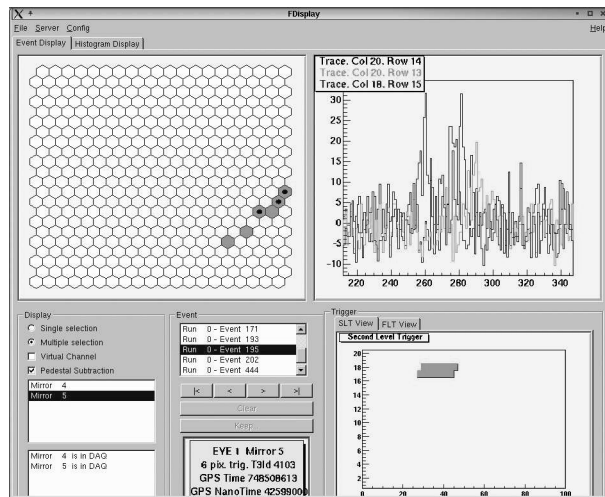 FDisplay
File Server Config Help
Event Display Histogram Display
Trace. Col 20. Row 14
Trace. Col 20. Row 13
Trace. Col 18. Row 15
30
25
20
15
10
5
0
-5
-10
220 240 260 280 300 320 340
Display
Single selection
Multiple selection
Virtual Channel
Pedestal Subtraction
Mirror 4
Mirror 5
Mirror 4 is in DAQ
Mirror 5 is in DAQ
Event
Run 0 - Event 171
Run 0 - Event 193
Run 0 - Event 195
Run 0 - Event 202
Run 0 - Event 444
|< < > >|
Clear
Keep
EYE 1 Mirror 5
6 pix. trig. T3Id 4103
GPS Time 748508613
GPS NanoTime 42599000
Trigger
SLT View FLT View
Second Level Trigger
20
18
16
14
12
10
8
6
4
2
0 20 40 60 80 100